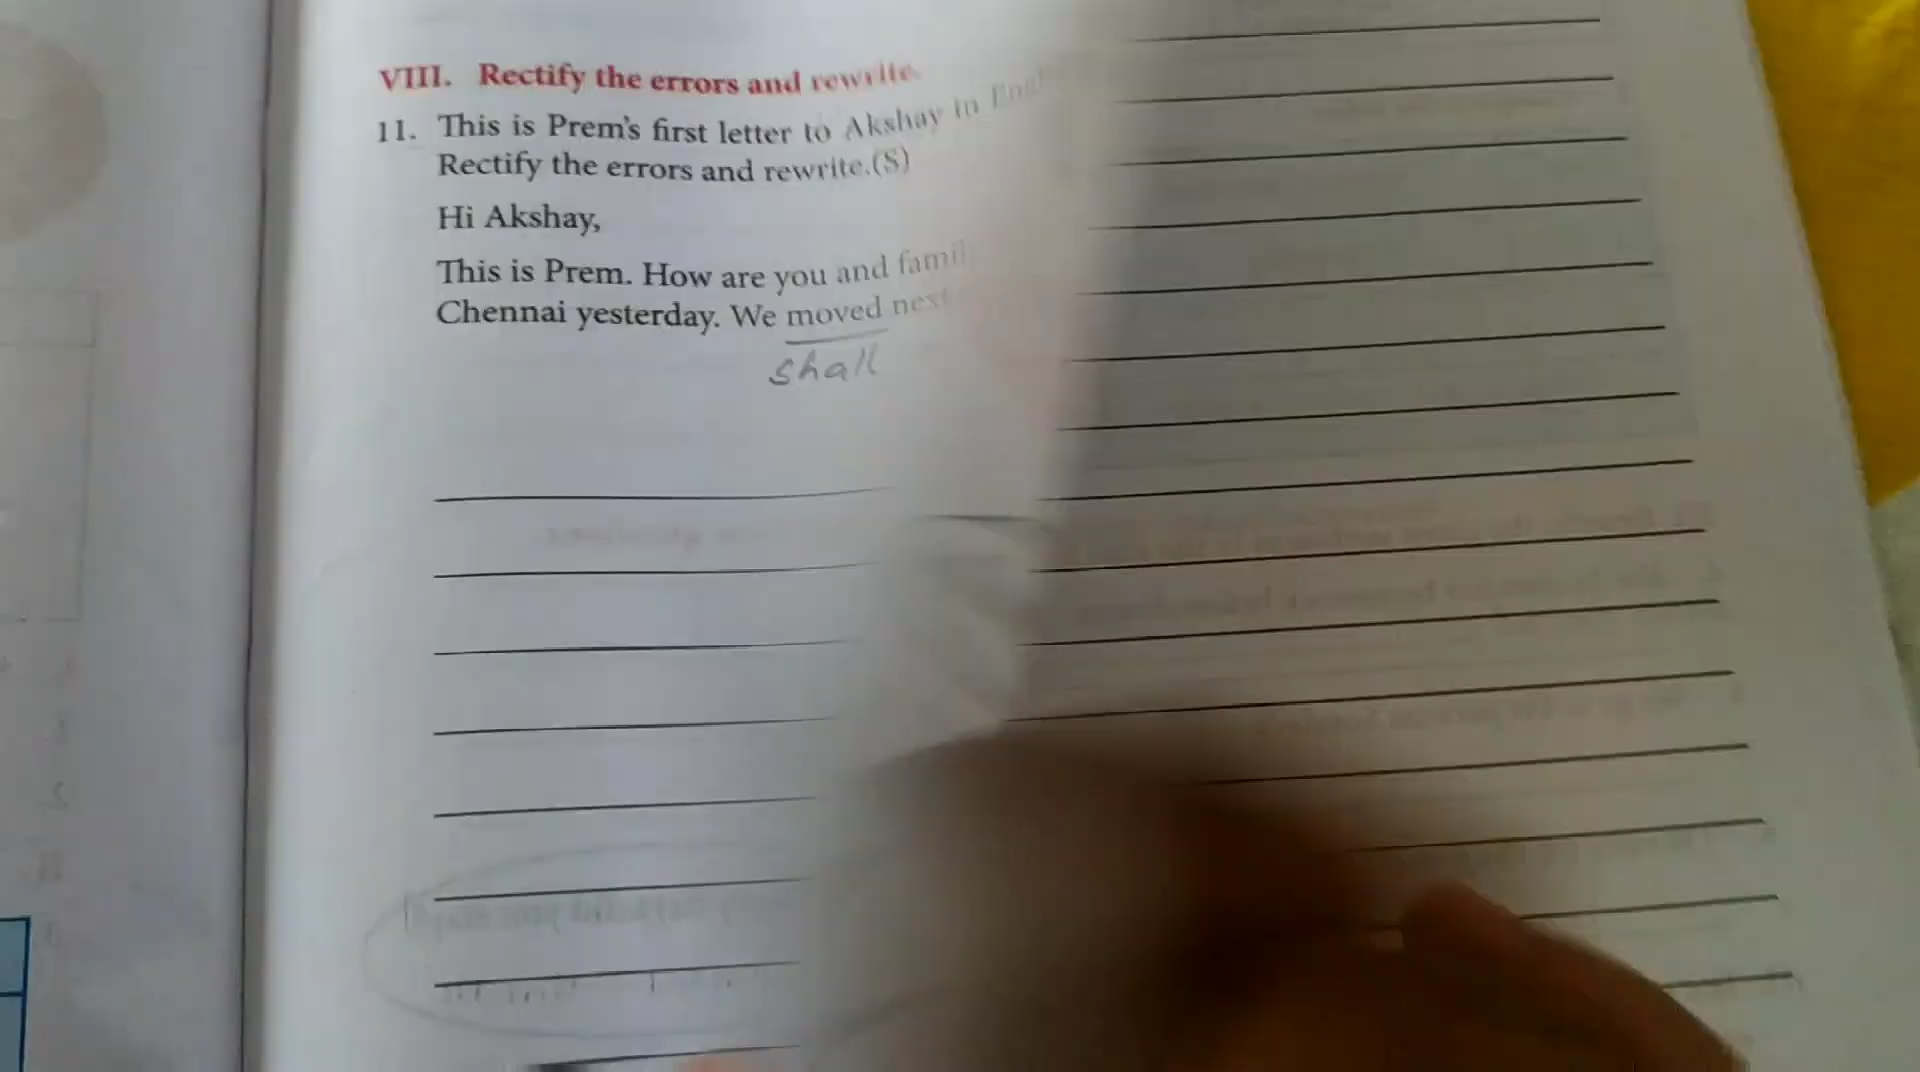 VIII. Rectify the errors and rewrite.
11. This is Prem's first letter to Akshay in
Rectify the errors and rewrite.(S)
Hi Akshay,
This is Prem. How are you and
Chennai yesterday. We moved next
shall